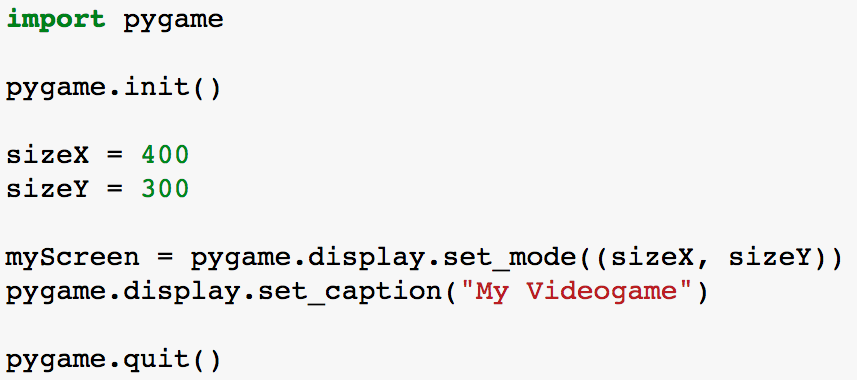 import pygame
pygame.init()
sizeX = 400
sizeY = 300
myScreen = pygame.display.set_mode((sizeX, sizeY))
pygame.display.set_caption("My Videogame")
pygame.quit()